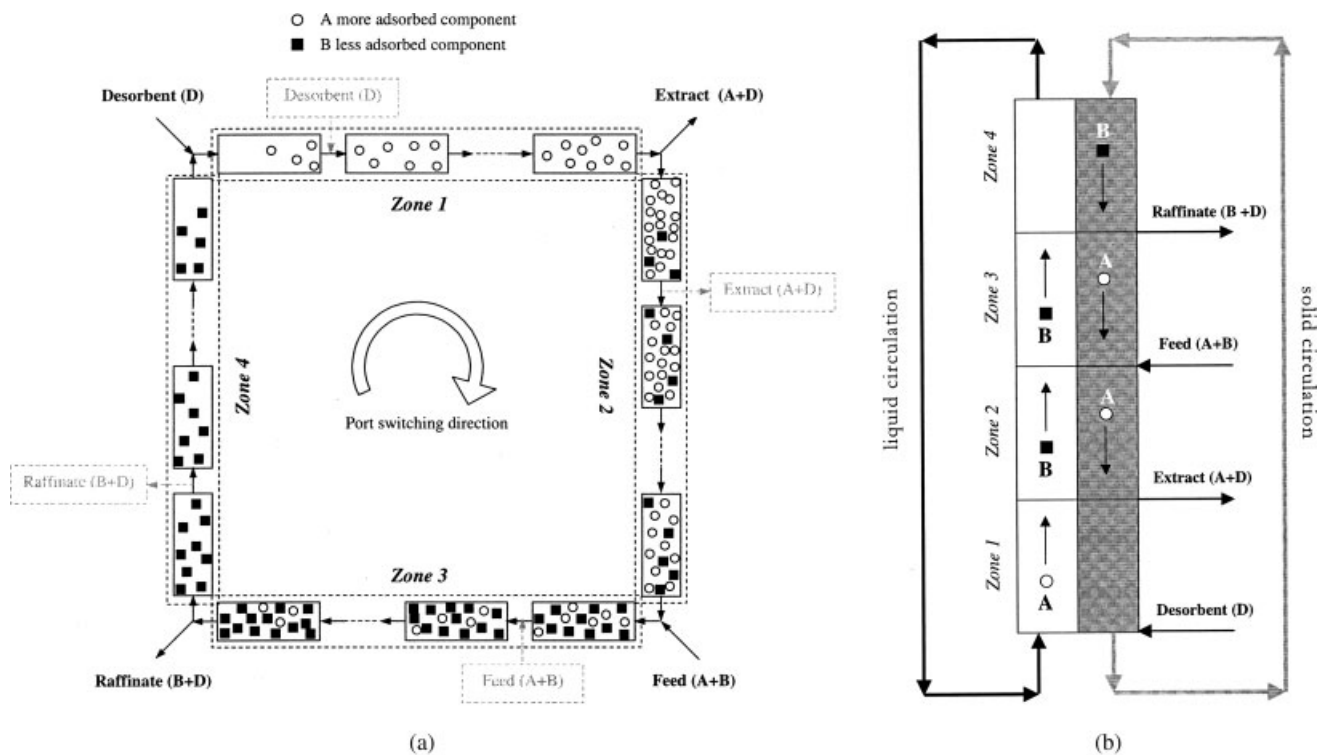 A more adsorbed component
B less adsorbed component
Desorbent (D)
Desorbent (D)
Extract (A+D)
Zone 1
Extract (A+D)
Zone 2
Zone 4
Port switching direction
Raffinate (B+D)
Zone 3
Raffinate (B+D)
Feed (A+B)
Feed (A+B)
(a)
liquid circulation
solid circulation
Zone 4
B
Raffinate (B +D)
Zone 3
A
B
Feed (A+B)
Zone 2
A
B
Extract (A+D)
Zone 1
A
Desorbent (D)
(b)